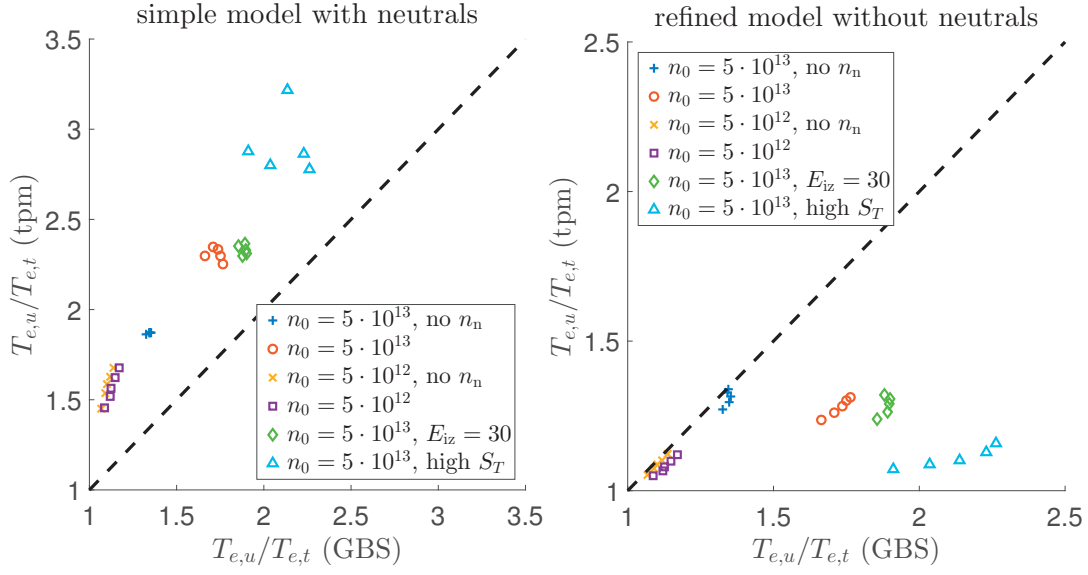 simple model with neutrals
3.5
3
2.5
2
1.5
1
1
1.5
2
2.5
3
3.5
T_{e,u}/T_{e,t} (tpm)
T_{e,u}/T_{e,t} (GBS)
n_0 = 5 · 10^{13}, no n_n
n_0 = 5 · 10^{13}
n_0 = 5 · 10^{12}, no n_n
n_0 = 5 · 10^{12}
n_0 = 5 · 10^{13}, E_{iz} = 30
n_0 = 5 · 10^{13}, high S_T
refined model without neutrals
2.5
2
1.5
1
1
1.5
2
2.5
T_{e,u}/T_{e,t} (tpm)
T_{e,u}/T_{e,t} (GBS)
n_0 = 5 · 10^{13}, no n_n
n_0 = 5 · 10^{13}
n_0 = 5 · 10^{12}, no n_n
n_0 = 5 · 10^{12}
n_0 = 5 · 10^{13}, E_{iz} = 30
n_0 = 5 · 10^{13}, high S_T